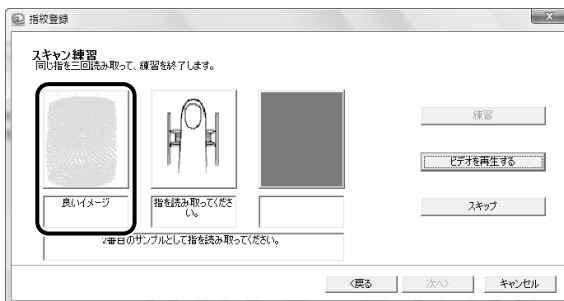 指紋登録
スキャン練習
同じ指を三回読み取って、練習を終了します。
良いイメージ
指を読み取ってくださ
い。
2番目のサンプルとして指を読み取ってください。
練習
ビデオを再生する
スキップ
<戻る
次へ>
キャンセル